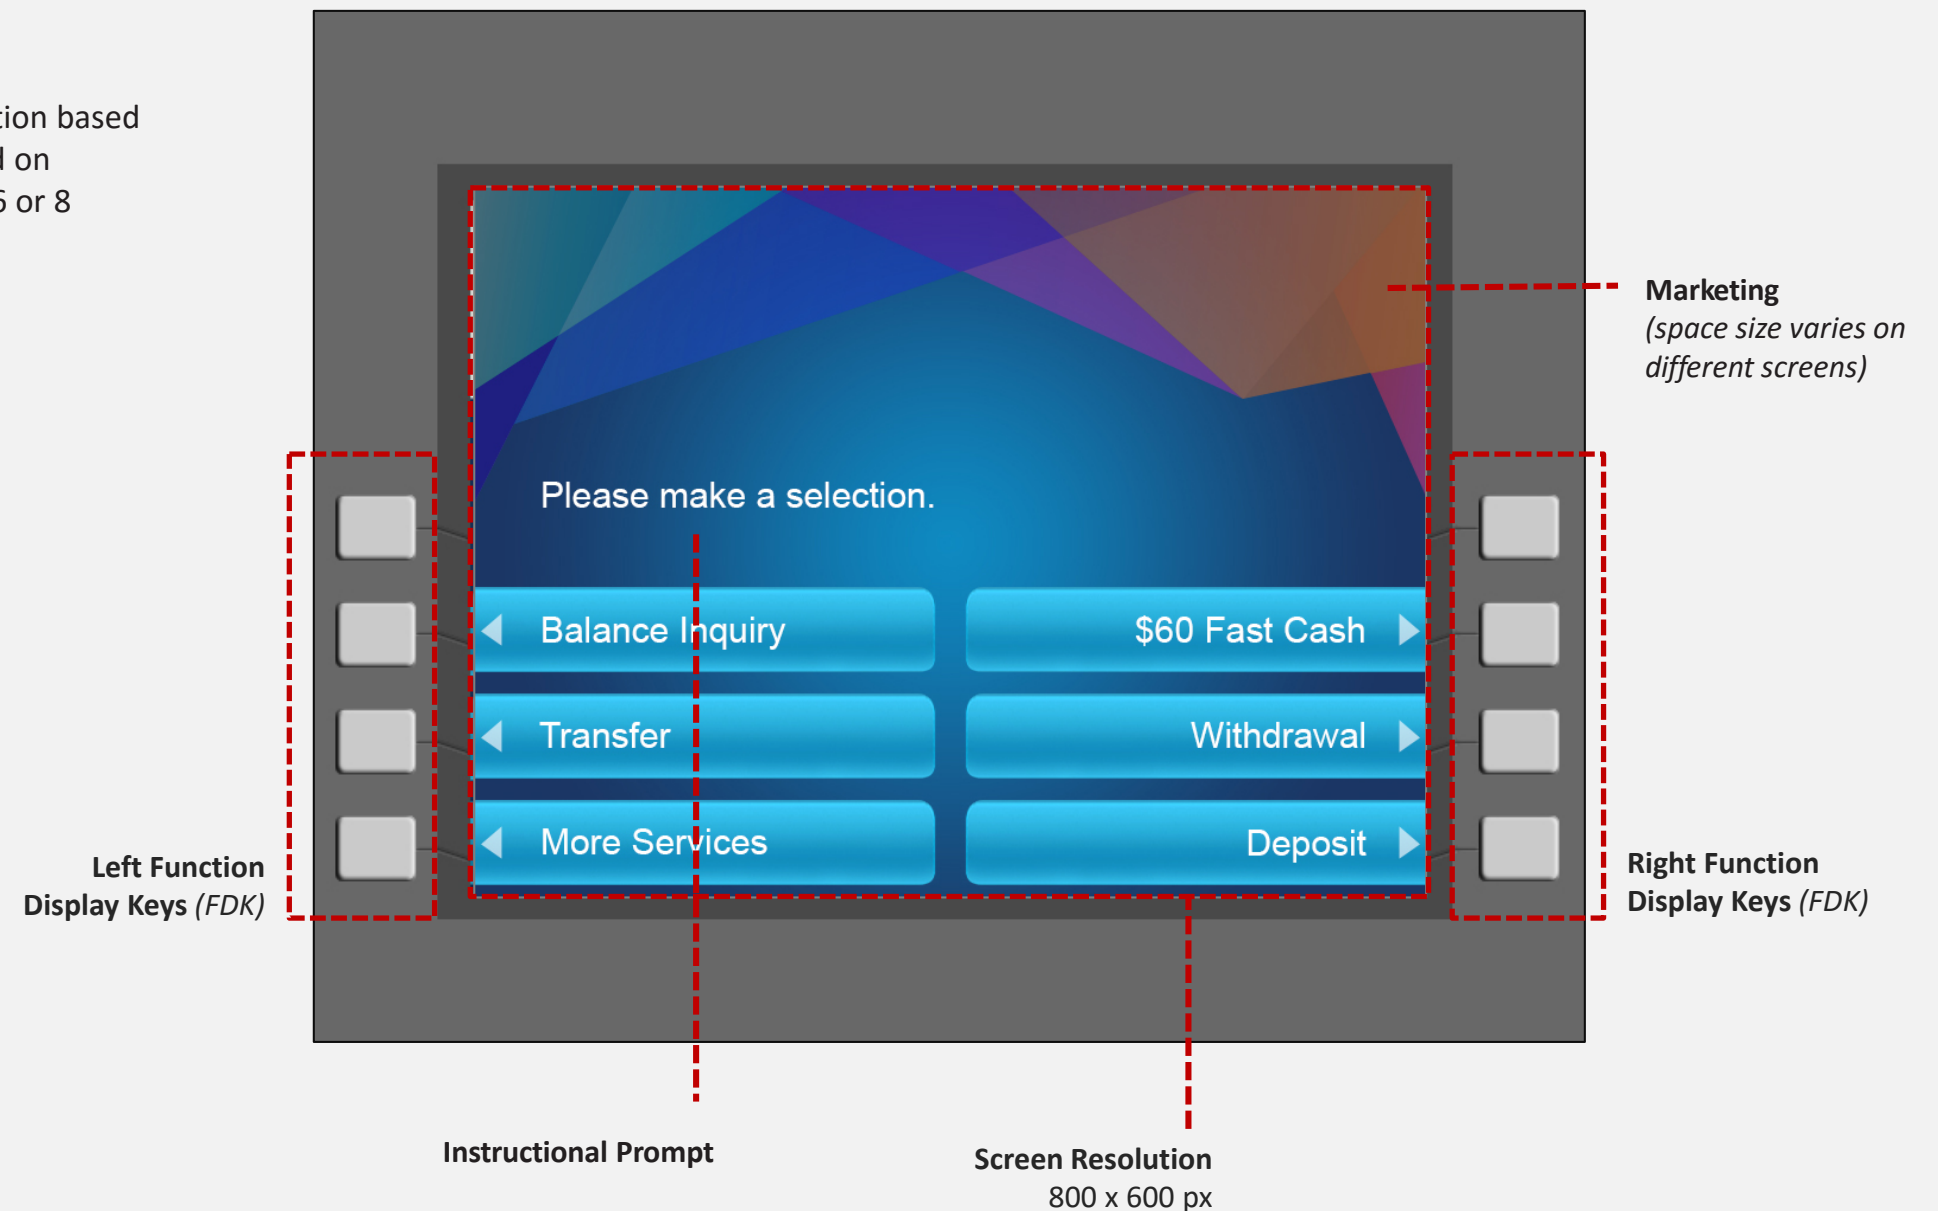 tion based
d on
6 or 8
Marketing
(space size varies on
different screens)
Please make a selection.
Balance Inquiry
$60 Fast Cash
Transfer
Withdrawal
More Services
Deposit
Left Function
Display Keys (FDK)
Right Function
Display Keys (FDK)
Instructional Prompt
Screen Resolution
800 x 600 px